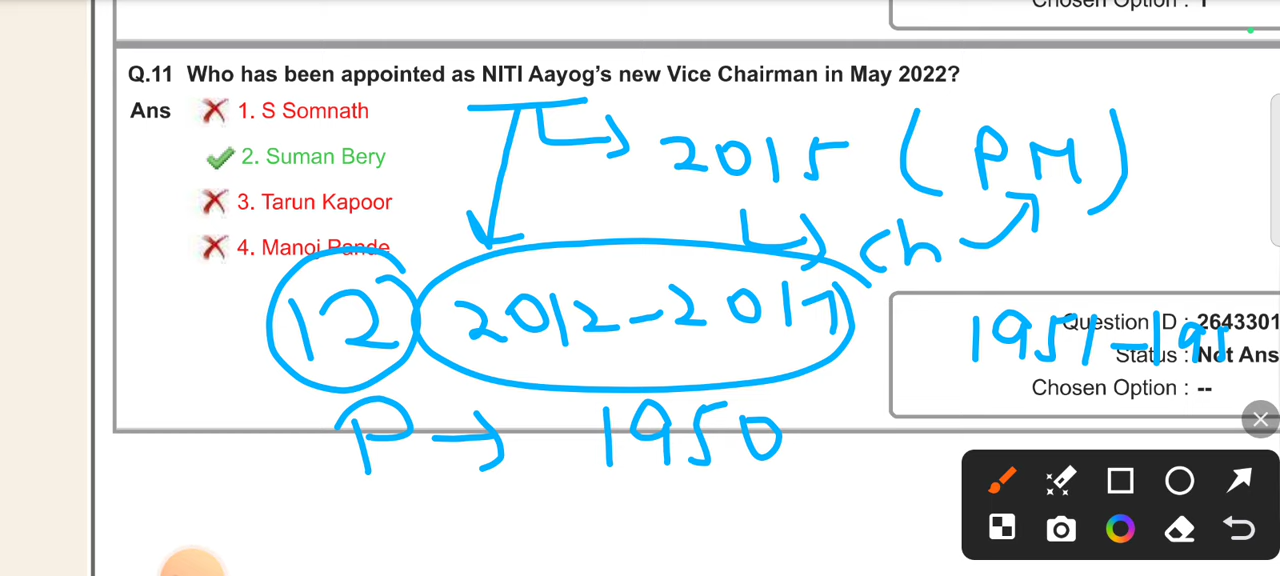 Chosen Option : 1
Q.11 Who has been appointed as NITI Aayog's new Vice Chairman in May 2022?
Ans 1. S Somnath
2. Suman Bery
3. Tarun Kapoor
4. Manoj Pande
2015 (PM)
Ch
12 2012-2017
P → 1950
1951-195
Question ID : 2643301
Status : Not Ans
Chosen Option : --